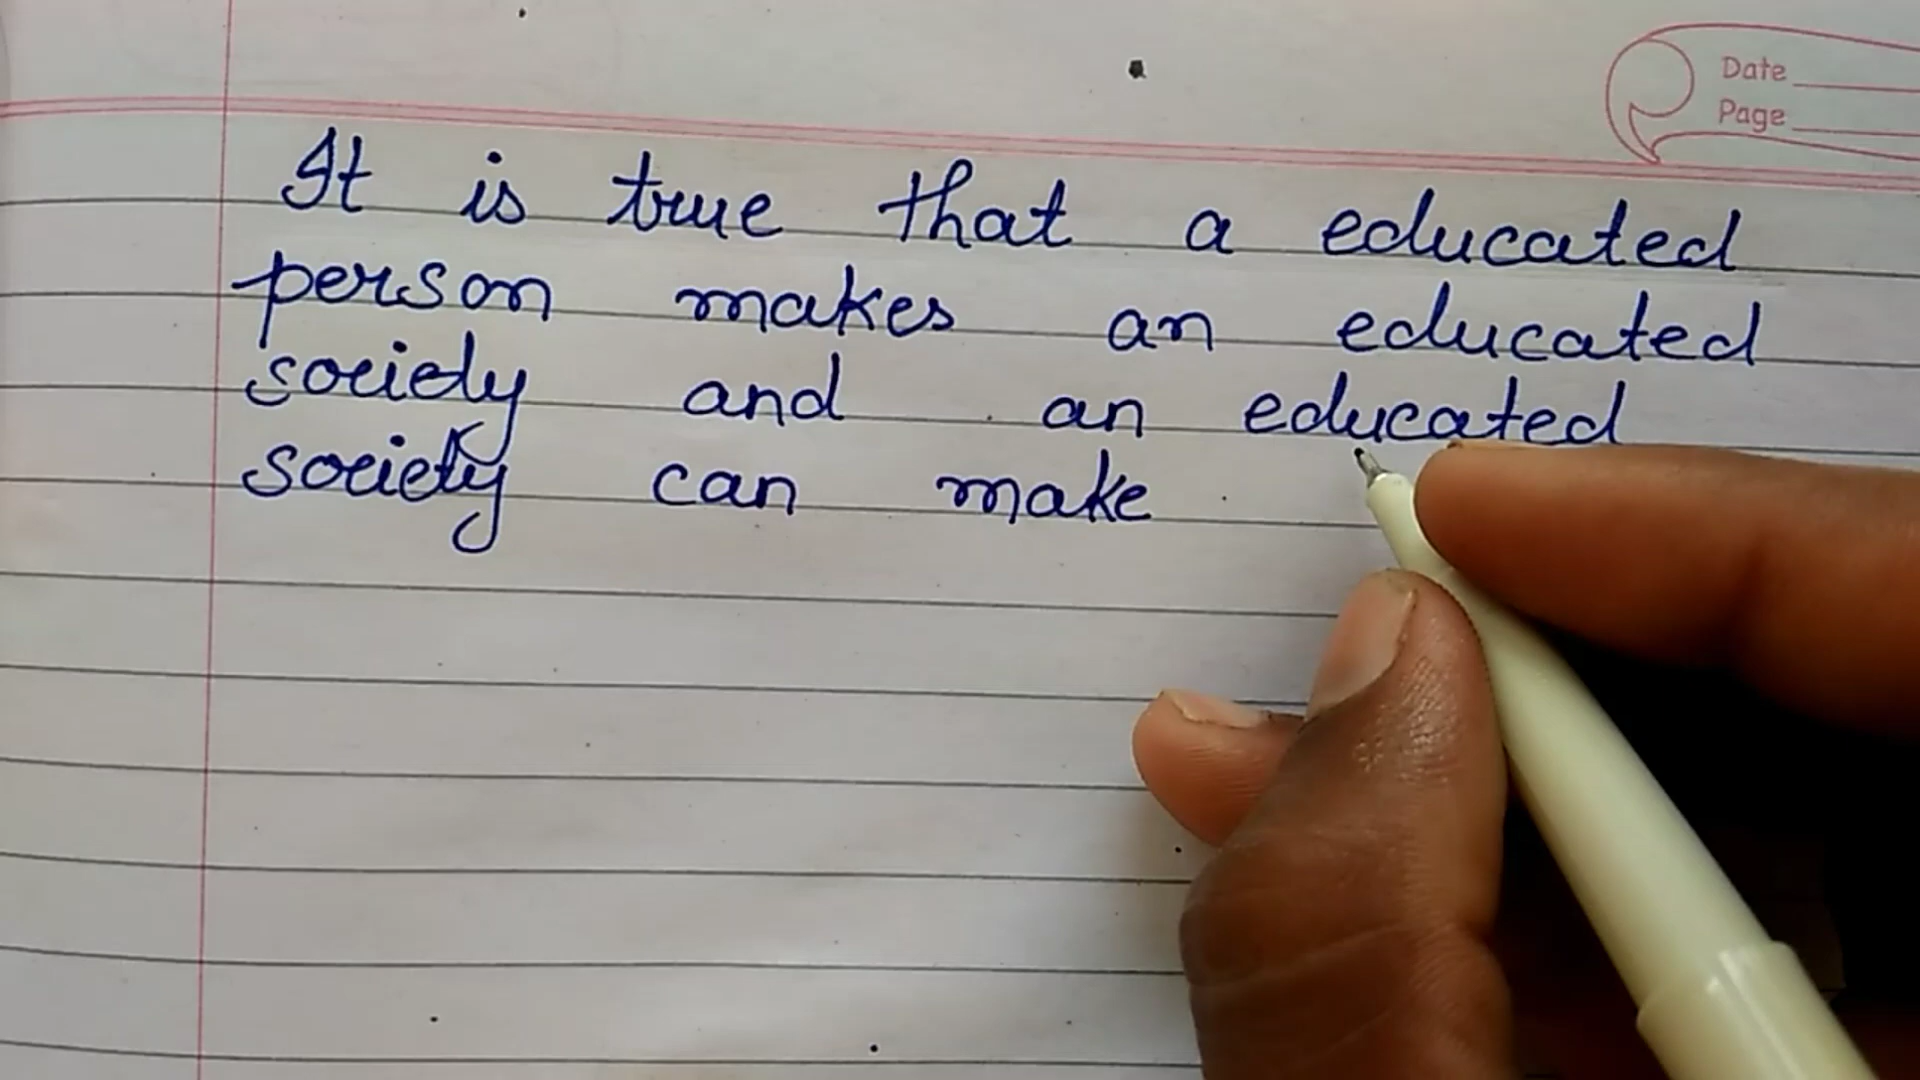 Date
Page
It is true that a educated
person makes an educated
society and an educated
society can make